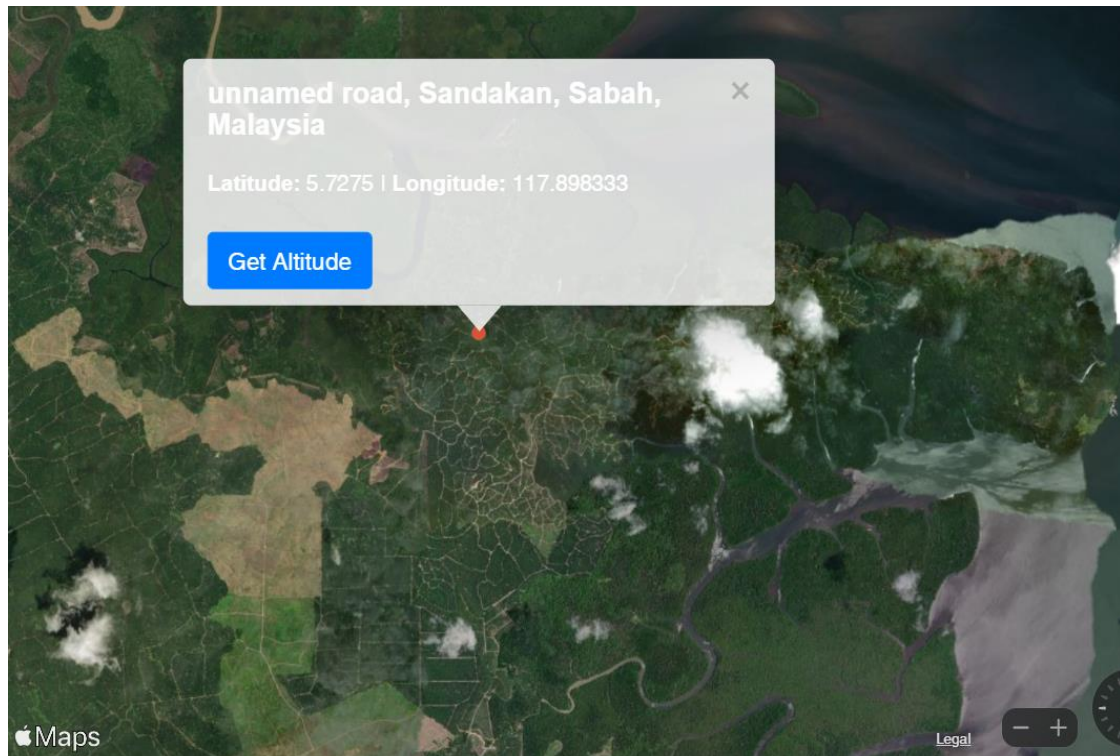 unnamed road, Sandakan, Sabah,
Malaysia
×
Latitude: 5.7275 | Longitude: 117.898333
Get Altitude
Maps
Legal
− +